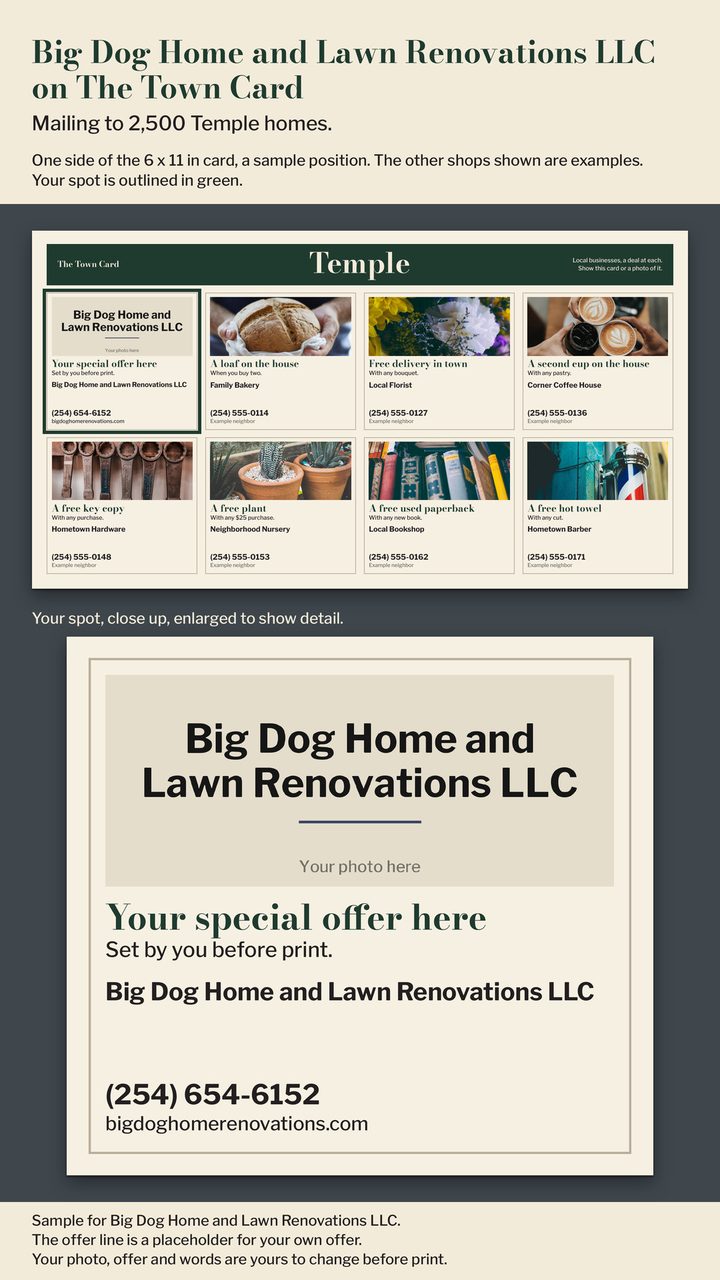 Big Dog Home and Lawn Renovations LLC
on The Town Card
Mailing to 2,500 Temple homes.
One side of the 6 x 11 in card, a sample position. The other shops shown are examples.
Your spot is outlined in green.
The Town Card
Temple
Local businesses, a deal at each.
Show this card or a photo of it.
Big Dog Home and
Lawn Renovations LLC
Your photo here
Your special offer here
Set by you before print.
Big Dog Home and Lawn Renovations LLC
(254) 654-6152
bigdoghomerenovations.com
A loaf on the house
When you buy two.
Family Bakery
(254) 555-0114
Example neighbor
Free delivery in town
With any bouquet.
Local Florist
(254) 555-0127
Example neighbor
A second cup on the house
With any pastry.
Corner Coffee House
(254) 555-0136
Example neighbor
A free key copy
With any purchase.
Hometown Hardware
(254) 555-0148
Example neighbor
A free plant
With any $25 purchase.
Neighborhood Nursery
(254) 555-0153
Example neighbor
A free used paperback
With any new book.
Local Bookshop
(254) 555-0162
Example neighbor
A free hot towel
With any cut.
Hometown Barber
(254) 555-0171
Example neighbor
Your spot, close up, enlarged to show detail.
Big Dog Home and
Lawn Renovations LLC
Your photo here
Your special offer here
Set by you before print.
Big Dog Home and Lawn Renovations LLC
(254) 654-6152
bigdoghomerenovations.com
Sample for Big Dog Home and Lawn Renovations LLC.
The offer line is a placeholder for your own offer.
Your photo, offer and words are yours to change before print.